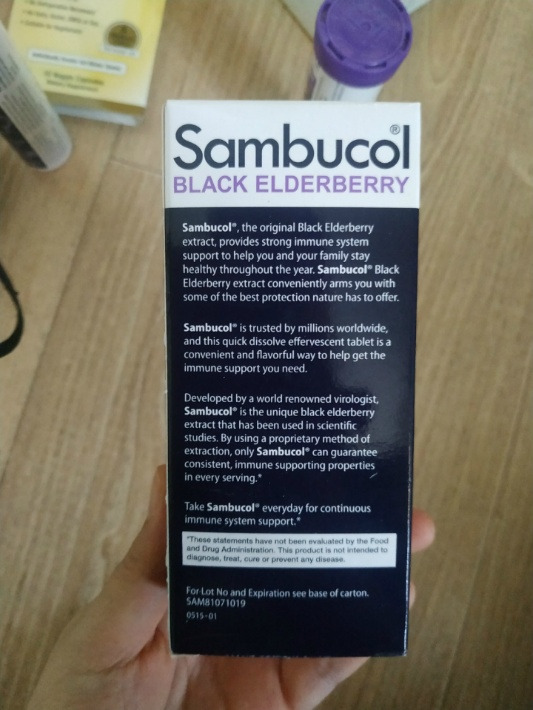 32 Veggie Capsules
Dietary Supplement
Sambucol®
BLACK ELDERBERRY
Sambucol®, the original Black Elderberry
extract, provides strong immune system
support to help you and your family stay
healthy throughout the year. Sambucol® Black
Elderberry extract conveniently arms you with
some of the best protection nature has to offer.
Sambucol® is trusted by millions worldwide,
and this quick dissolve effervescent tablet is a
convenient and flavorful way to help get the
immune support you need.
Developed by a world renowned virologist,
Sambucol® is the unique black elderberry
extract that has been used in scientific
studies. By using a proprietary method of
extraction, only Sambucol® can guarantee
consistent, immune supporting properties
in every serving.*
Take Sambucol® everyday for continuous
immune system support.*
*These statements have not been evaluated by the Food
and Drug Administration. This product is not intended to
diagnose, treat, cure or prevent any disease.
For Lot No and Expiration see base of carton.
SAM81071019
0515-01